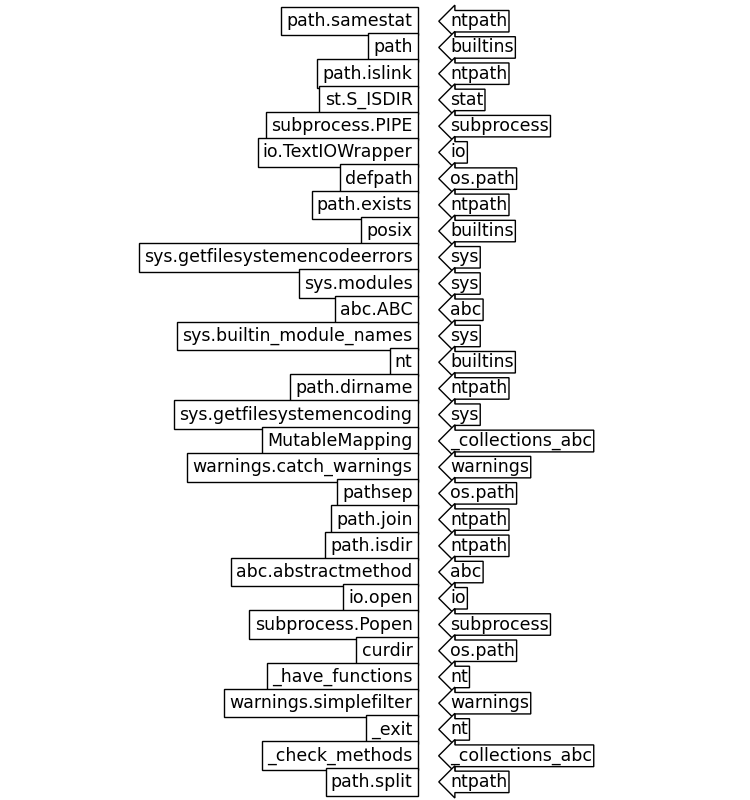 path.samestat ntpath
path builtins
path.islink ntpath
st.S_ISDIR stat
subprocess.PIPE subprocess
io.TextIOWrapper io
defpath os.path
path.exists ntpath
posix builtins
sys.getfilesystemencodeerrors sys
sys.modules sys
abc.ABC abc
sys.builtin_module_names sys
nt builtins
path.dirname ntpath
sys.getfilesystemencoding sys
MutableMapping _collections_abc
warnings.catch_warnings warnings
pathsep os.path
path.join ntpath
path.isdir ntpath
abc.abstractmethod abc
io.open io
subprocess.Popen subprocess
curdir os.path
_have_functions nt
warnings.simplefilter warnings
_exit nt
_check_methods _collections_abc
path.split ntpath